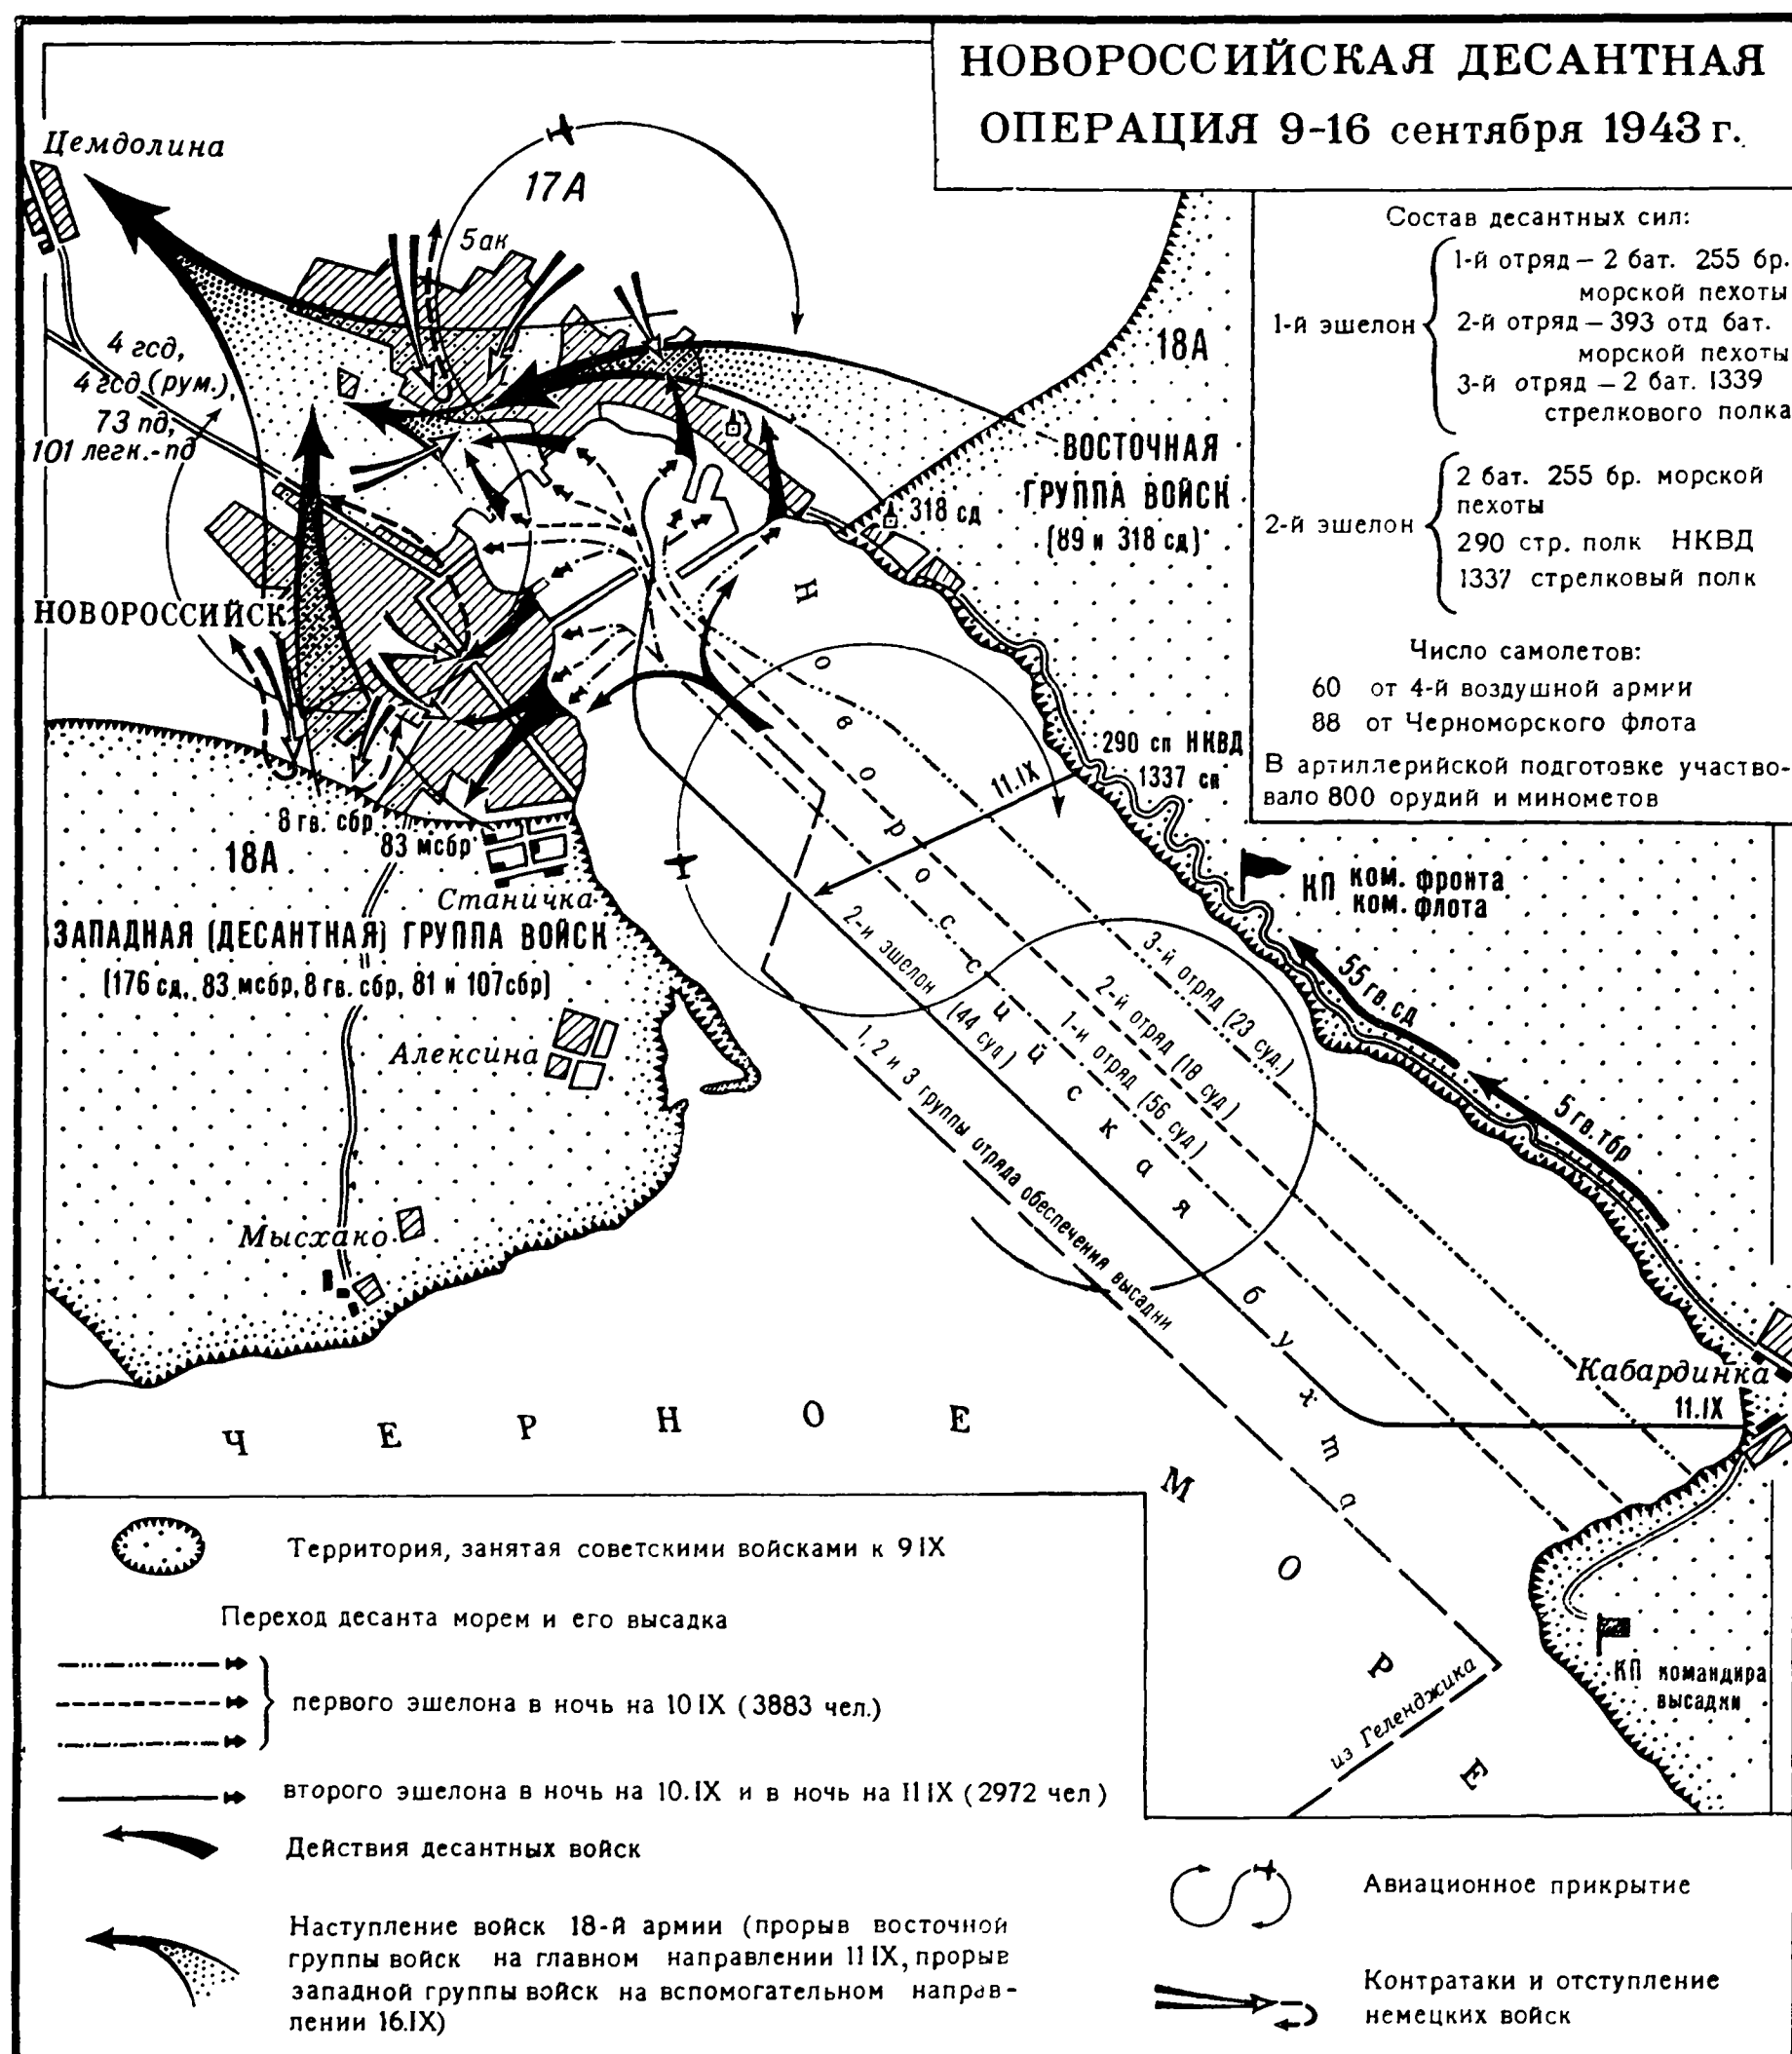 НОВОРОССИЙСКАЯ ДЕСАНТНАЯ
ОПЕРАЦИЯ 9-16 сентября 1943 г.
Состав десантных сил:
1-й эшелон
1-й отряд – 2 бат. 255 бр.
морской пехоты
2-й отряд – 393 отд бат.
морской пехоты
3-й отряд – 2 бат. 1339
стрелкового полка
2-й эшелон
2 бат. 255 бр. морской
пехоты
290 стр. полк НКВД
1337 стрелковый полк
Число самолетов:
60 от 4-й воздушной армии
88 от Черноморского флота
В артиллерийской подготовке участво-
вало 800 орудий и минометов
Цемдолина
17А
5ак
4 гсд,
4 гсд (рум.),
73 пд,
101 легк.-пд
18А
ВОСТОЧНАЯ
ГРУППА ВОЙСК
(89 и 318 сд)
318 сд
НОВОРОССИЙСК
290 сп НКВД
1337 сп
11.IX
8 гв. сбр.
83 мсбр
18А
Станичка
ЗАПАДНАЯ (ДЕСАНТНАЯ) ГРУППА ВОЙСК
(176 сд, 83 мсбр, 8 гв. сбр, 81 и 107сбр)
КП ком. фронта
ком. флота
55 гв. сд
5 гв. тбр
Алексина
Мысхако
Новороссийская бухта
3-й отряд (23 суд.)
2-й отряд (18 суд.)
1-и отряд (56 суд)
2-и эшелон (44 суд)
1, 2 и 3 группы отряда обеспечения высадки
Кабардинка
11.IX
ЧЕРНОЕ МОРЕ
из Геленджика
КП командира
высадки
Территория, занятая советскими войсками к 9 IX
Переход десанта морем и его высадка
первого эшелона в ночь на 10 IX (3883 чел.)
второго эшелона в ночь на 10.IX и в ночь на 11 IX (2972 чел)
Действия десантных войск
Наступление войск 18-й армии (прорыв восточной
группы войск на главном направлении 11 IX, прорыв
западной группы войск на вспомогательном направ-
лении 16.IX)
Авиационное прикрытие
Контратаки и отступление
немецких войск